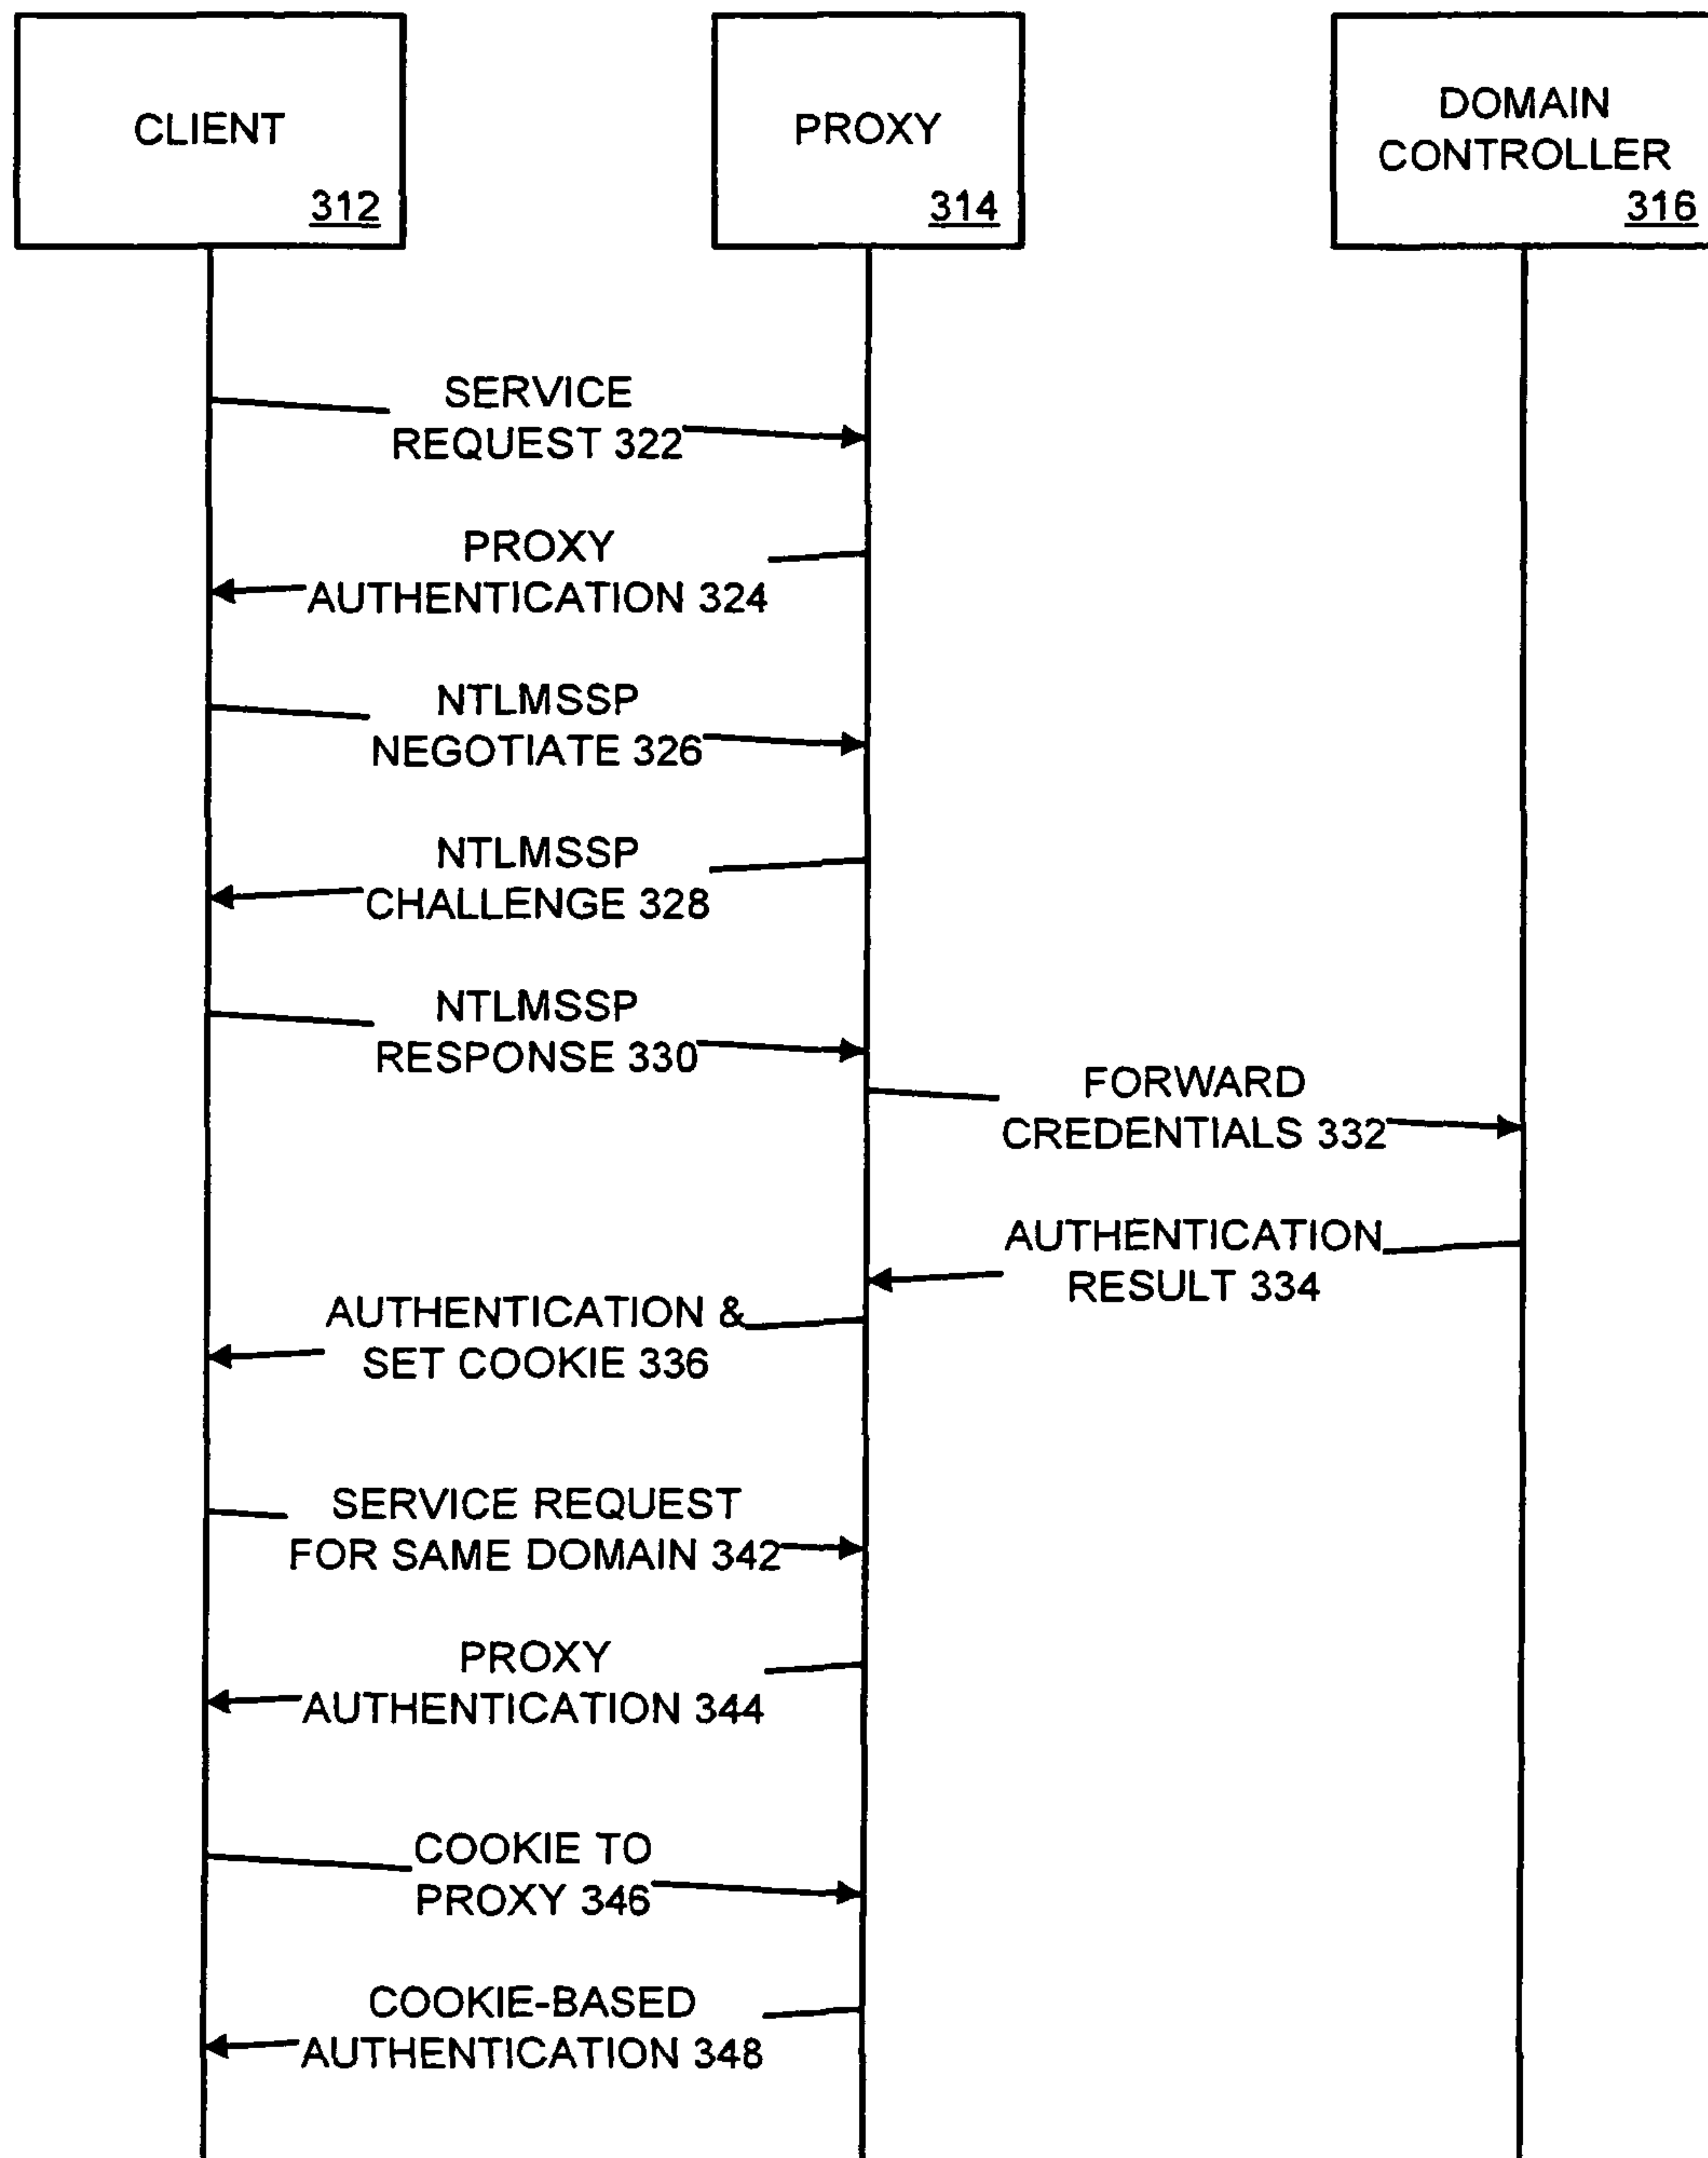 CLIENT
312
PROXY
314
DOMAIN
CONTROLLER
316
SERVICE
REQUEST 322
PROXY
AUTHENTICATION 324
NTLMSSP
NEGOTIATE 326
NTLMSSP
CHALLENGE 328
NTLMSSP
RESPONSE 330
FORWARD
CREDENTIALS 332
AUTHENTICATION
RESULT 334
AUTHENTICATION &
SET COOKIE 336
SERVICE REQUEST
FOR SAME DOMAIN 342
PROXY
AUTHENTICATION 344
COOKIE TO
PROXY 346
COOKIE-BASED
AUTHENTICATION 348